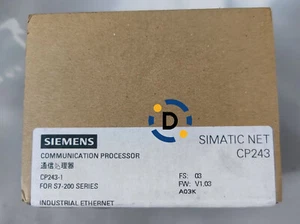 SIEMENS
SIMATIC NET
CP243
COMMUNICATION PROCESSOR
通信处理器
CP243-1
FOR S7-200 SERIES
FS: 03
FW: V1.03
A03K
INDUSTRIAL ETHERNET
D